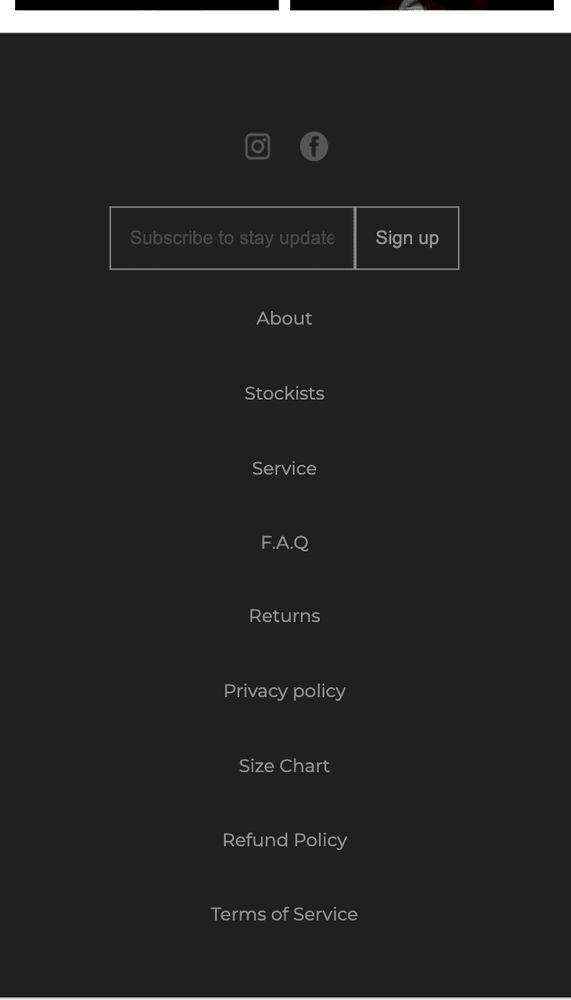 Subscribe to stay update
Sign up
About
Stockists
Service
F.A.Q
Returns
Privacy policy
Size Chart
Refund Policy
Terms of Service